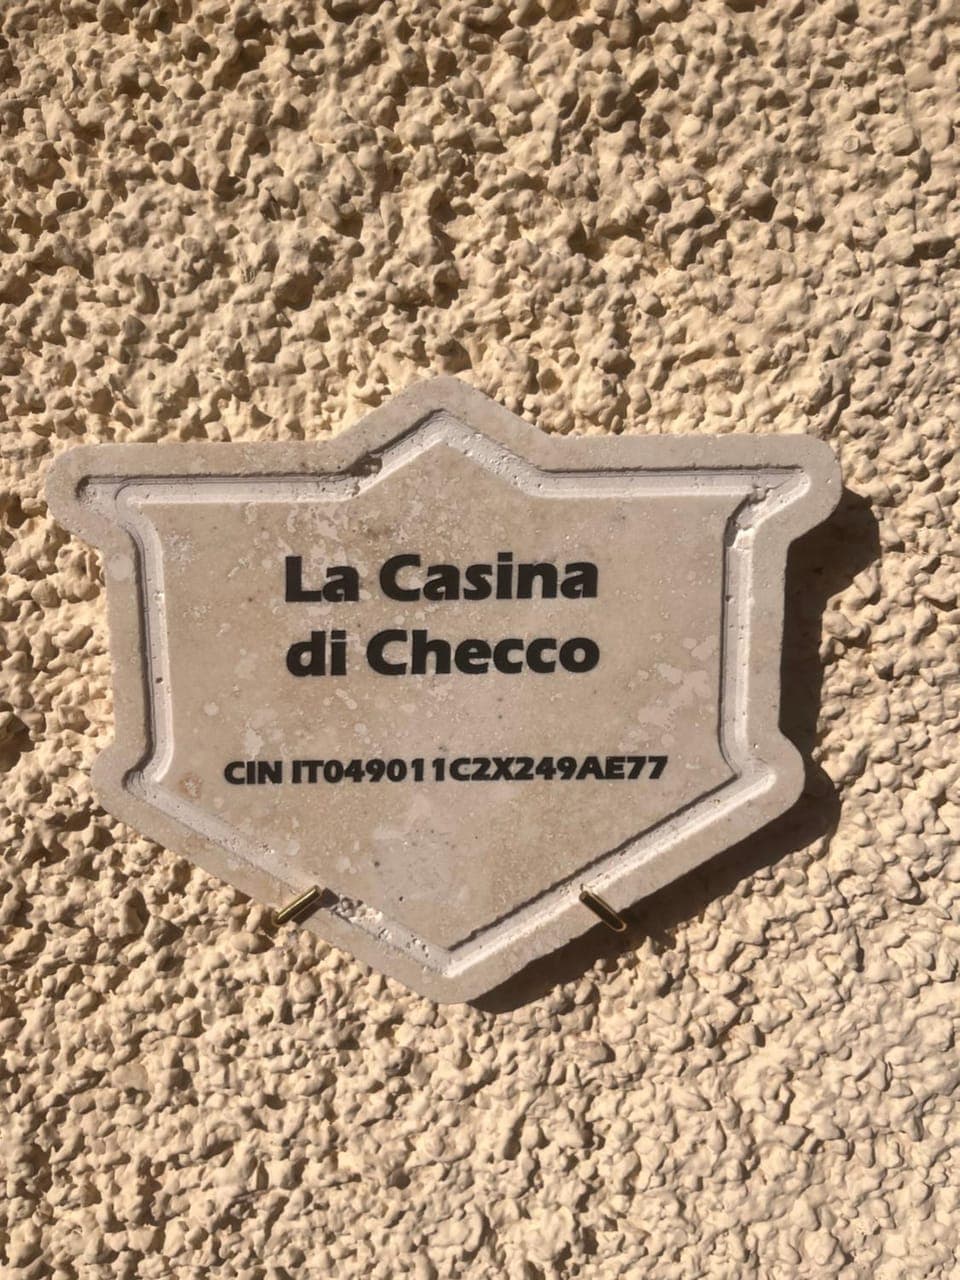 La Casina
di Checco
CIN IT049011C2X249AE77